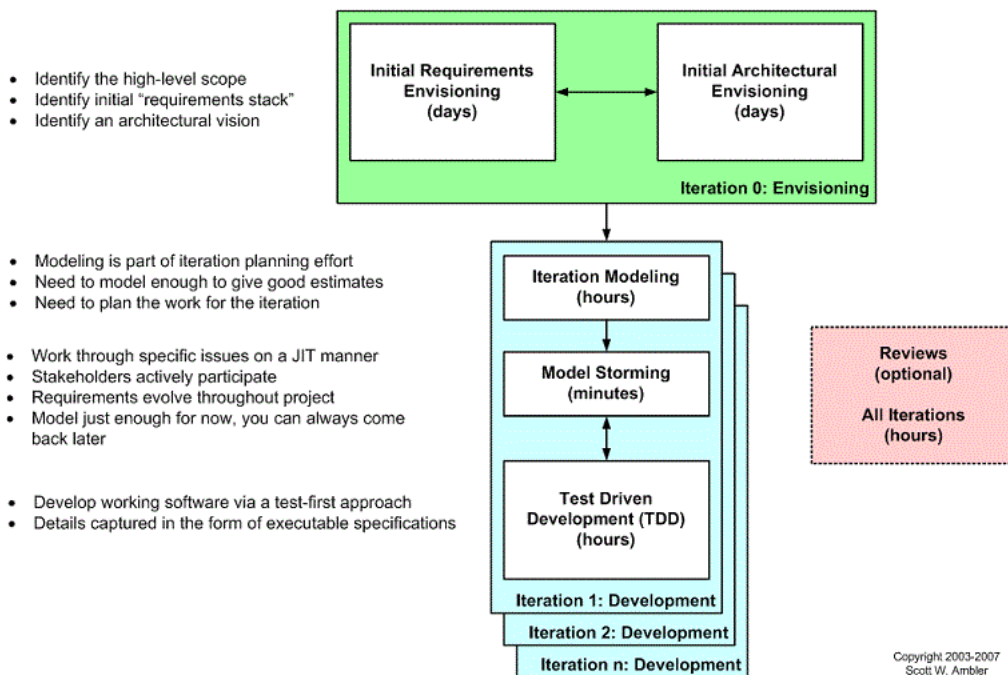 Initial Requirements
Envisioning
(days)
Initial Architectural
Envisioning
(days)
Iteration 0: Envisioning
• Identify the high-level scope
• Identify initial “requirements stack”
• Identify an architectural vision
• Modeling is part of iteration planning effort
• Need to model enough to give good estimates
• Need to plan the work for the iteration
Iteration Modeling
(hours)
• Work through specific issues on a JIT manner
• Stakeholders actively participate
• Requirements evolve throughout project
• Model just enough for now, you can always come
back later
Model Storming
(minutes)
Reviews
(optional)
All Iterations
(hours)
• Develop working software via a test-first approach
• Details captured in the form of executable specifications
Test Driven
Development (TDD)
(hours)
Iteration 1: Development
Iteration 2: Development
Iteration n: Development
Copyright 2003-2007
Scott W. Ambler